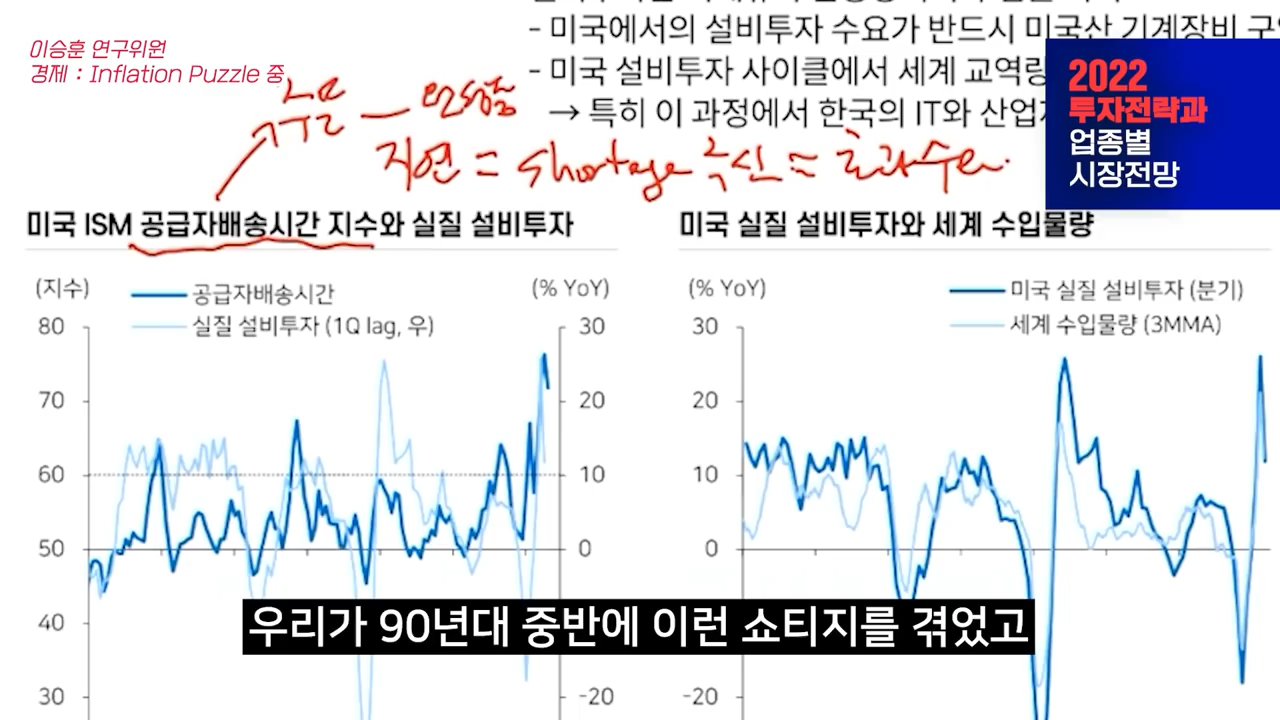 이승훈 연구위원
경제 : Inflation Puzzle 중
- 미국에서의 설비투자 수요가 반드시 미국산 기계장비
- 미국 설비투자 사이클에서 세계 교역량
→ 특히 이 과정에서 한국의 IT와
2022
투자전략과
업종별
시장전망
지연 = shortage 극심 = 초과수요
미국 ISM 공급자배송시간 지수와 실질 설비투자
(지수)
(% YoY)
공급자배송시간
실질 설비투자 (1Q lag, 우)
80
70
60
50
40
30
30
20
10
0
-20
미국 실질 설비투자와 세계 수입물량
(% YoY)
미국 실질 설비투자 (분기)
세계 수입물량 (3MMA)
30
20
10
0
-20
우리가 90년대 중반에 이런 쇼티지를 겪었고